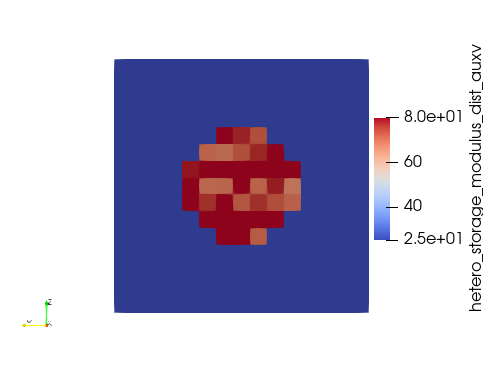 8.0e+01
60
40
2.5e+01
hetero_storage_modulus_dist_auxv
Z